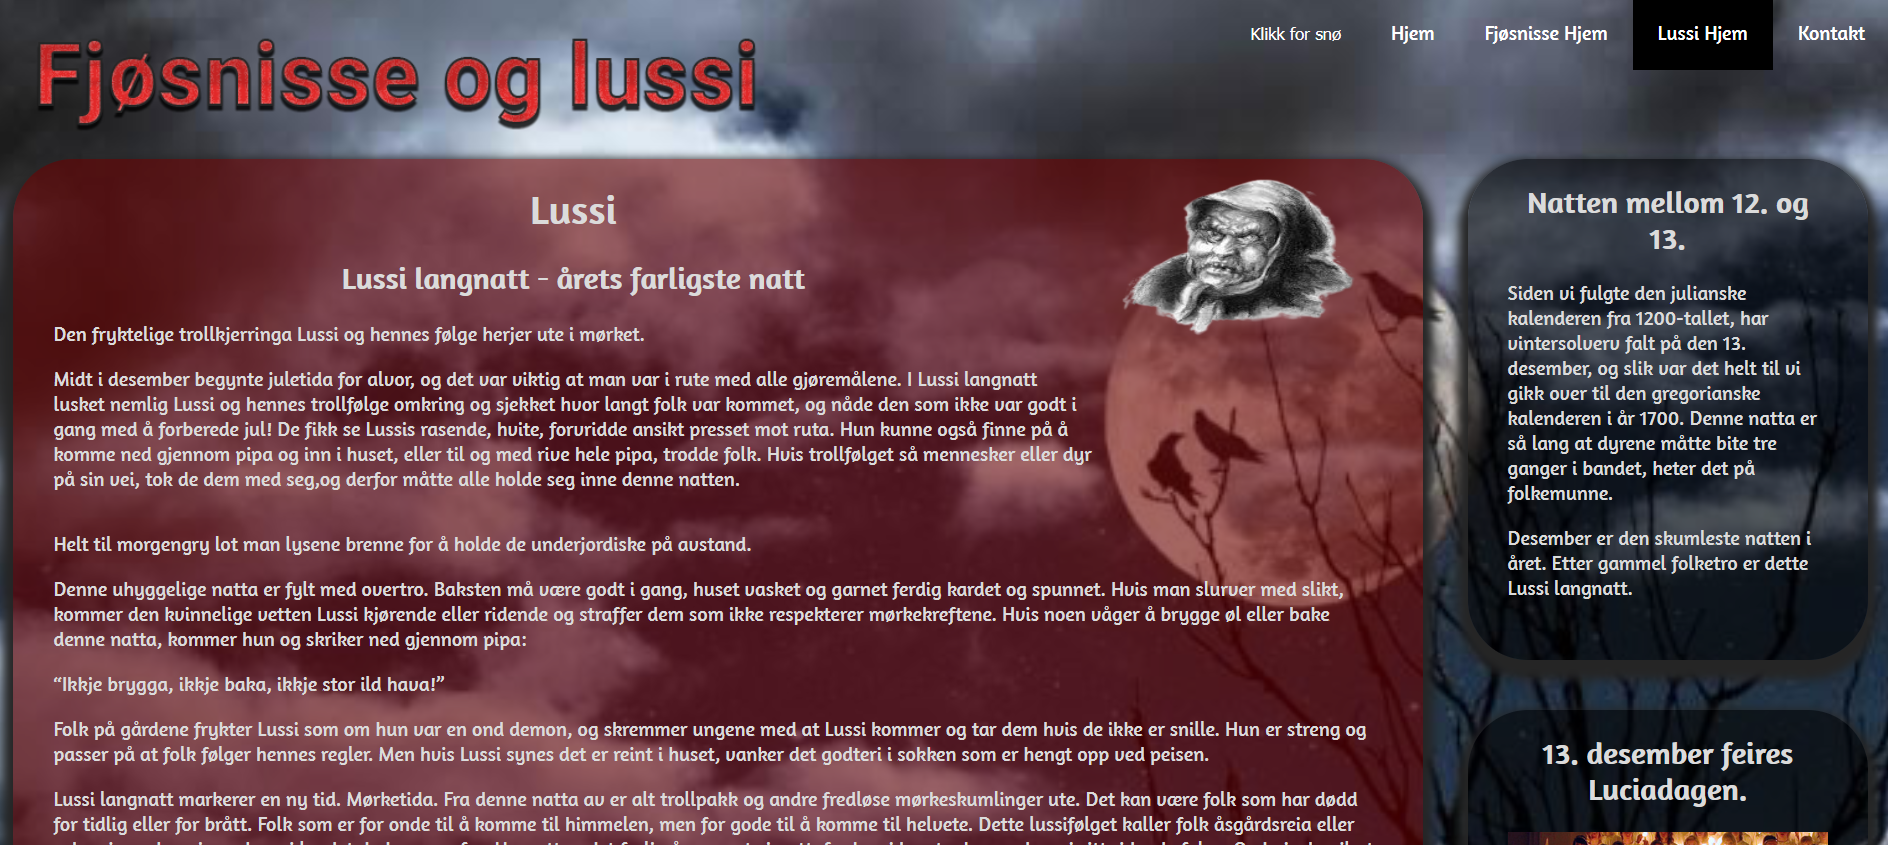 Fjøsnisse og lussi
Klikk for snø
Hjem
Fjøsnisse Hjem
Lussi Hjem
Kontakt
Lussi
Lussi langnatt - årets farligste natt
Den fryktelige trollkjerringa Lussi og hennes følge herjer ute i mørket.
Midt i desember begynte juletida for alvor, og det var viktig at man var i rute med alle gjøremålene. I Lussi langnatt
lusket nemlig Lussi og hennes trollfølge omkring og sjekket hvor langt folk var kommet, og nåde den som ikke var godt i
gang med å forberede jul! De fikk se Lussis rasende, hvite, forvridde ansikt presset mot ruta. Hun kunne også finne på å
komme ned gjennom pipa og inn i huset, eller til og med rive hele pipa, trodde folk. Hvis trollfølget så mennesker eller dyr
på sin vei, tok de dem med seg,og derfor måtte alle holde seg inne denne natten.
Helt til morgengry lot man lysene brenne for å holde de underjordiske på avstand.
Denne uhyggelige natta er fylt med overtro. Baksten må være godt i gang, huset vasket og garnet ferdig kardet og spunnet. Hvis man slurver med slikt,
kommer den kvinnelige vetten Lussi kjørende eller ridende og straffer dem som ikke respekterer mørkekreftene. Hvis noen våger å brygge øl eller bake
denne natta, kommer hun og skriker ned gjennom pipa:
“Ikkje brygga, ikkje baka, ikkje stor ild hava!”
Folk på gårdene frykter Lussi som om hun var en ond demon, og skremmer ungene med at Lussi kommer og tar dem hvis de ikke er snille. Hun er streng og
passer på at folk følger hennes regler. Men hvis Lussi synes det er reint i huset, vanker det godteri i sokken som er hengt opp ved peisen.
Lussi langnatt markerer en ny tid. Mørketida. Fra denne natta av er alt trollpakk og andre fredløse mørkeskumlinger ute. Det kan være folk som har dødd
for tidlig eller for brått. Folk som er for onde til å komme til himmelen, men for gode til å komme til helvete. Dette lussifølget kaller folk åsgårdsreia eller
Natten mellom 12. og
13.
Siden vi fulgte den julianske
kalenderen fra 1200-tallet, har
vintersolverv falt på den 13.
desember, og slik var det helt til vi
gikk over til den gregorianske
kalenderen i år 1700. Denne natta er
så lang at dyrene måtte bite tre
ganger i bandet, heter det på
folkemunne.
Desember er den skumleste natten i
året. Etter gammel folketro er dette
Lussi langnatt.
13. desember feires
Luciadagen.